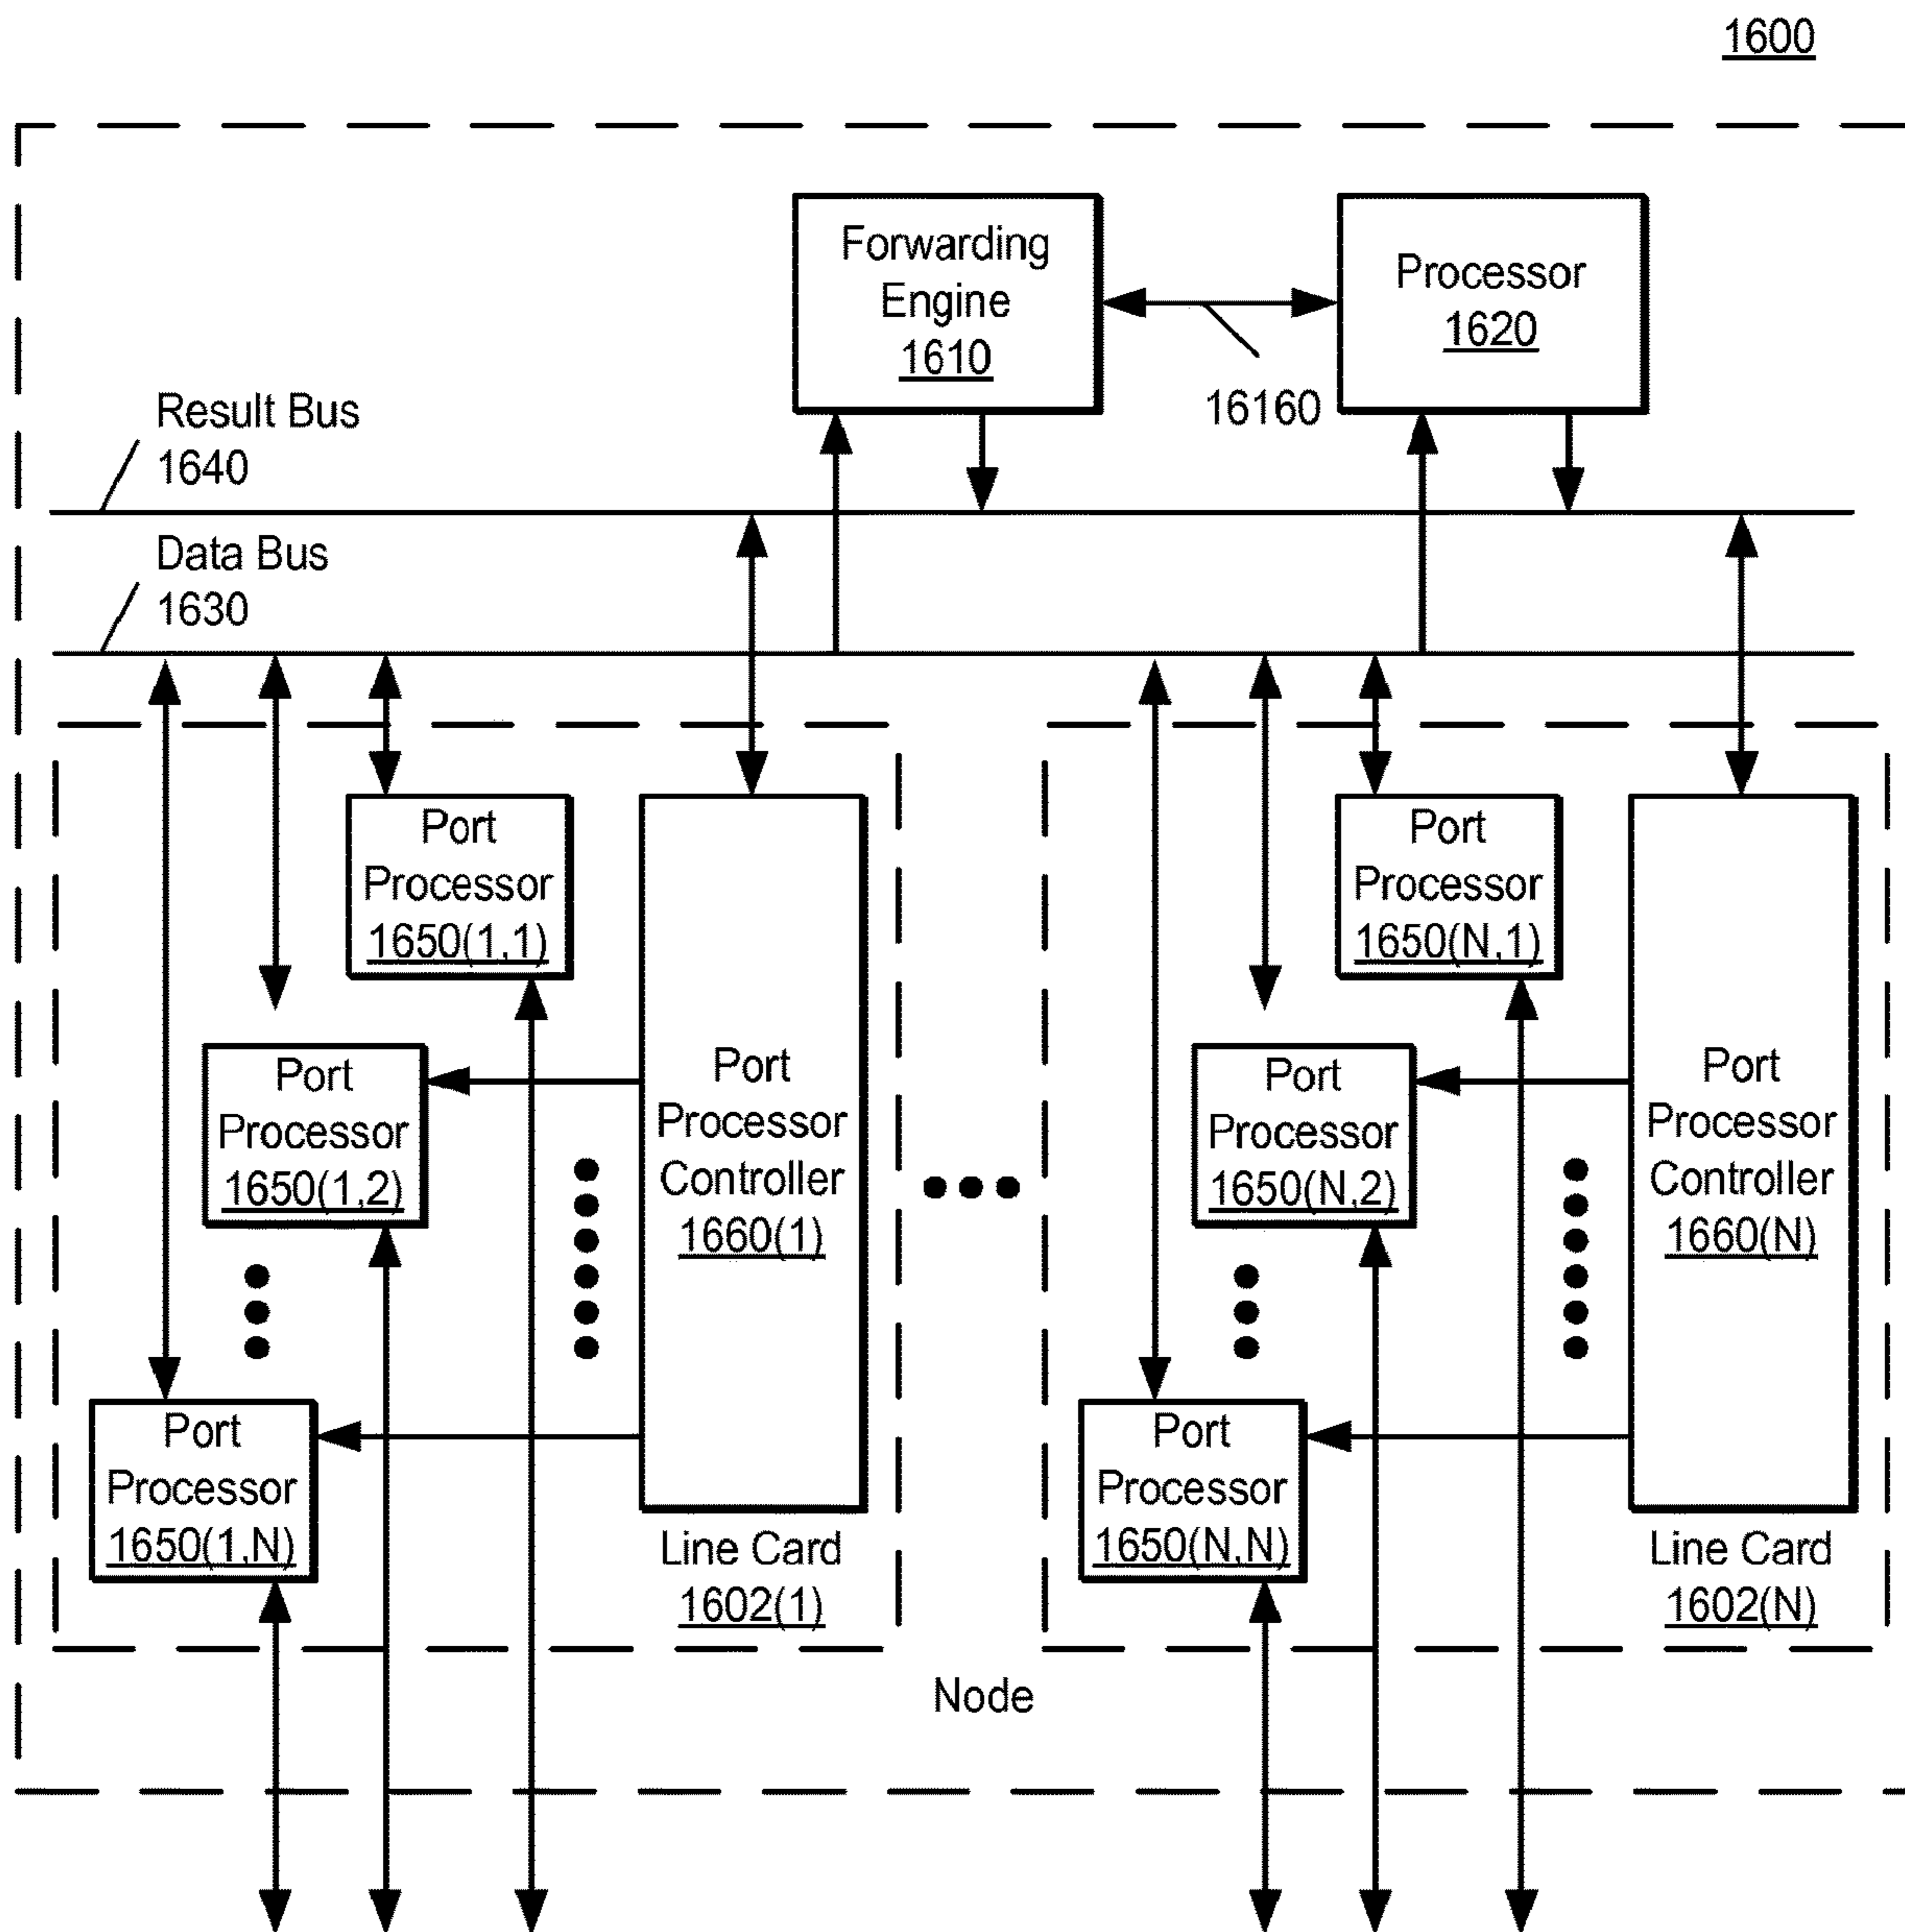 1600
Forwarding
Engine
1610
Processor
1620
16160
Result Bus
1640
Data Bus
1630
Port
Processor
1650(1,1)
Port
Processor
1650(1,2)
Port
Processor
1650(1,N)
Port
Processor
Controller
1660(1)
Line Card
1602(1)
Port
Processor
1650(N,1)
Port
Processor
1650(N,2)
Port
Processor
1650(N,N)
Port
Processor
Controller
1660(N)
Line Card
1602(N)
Node